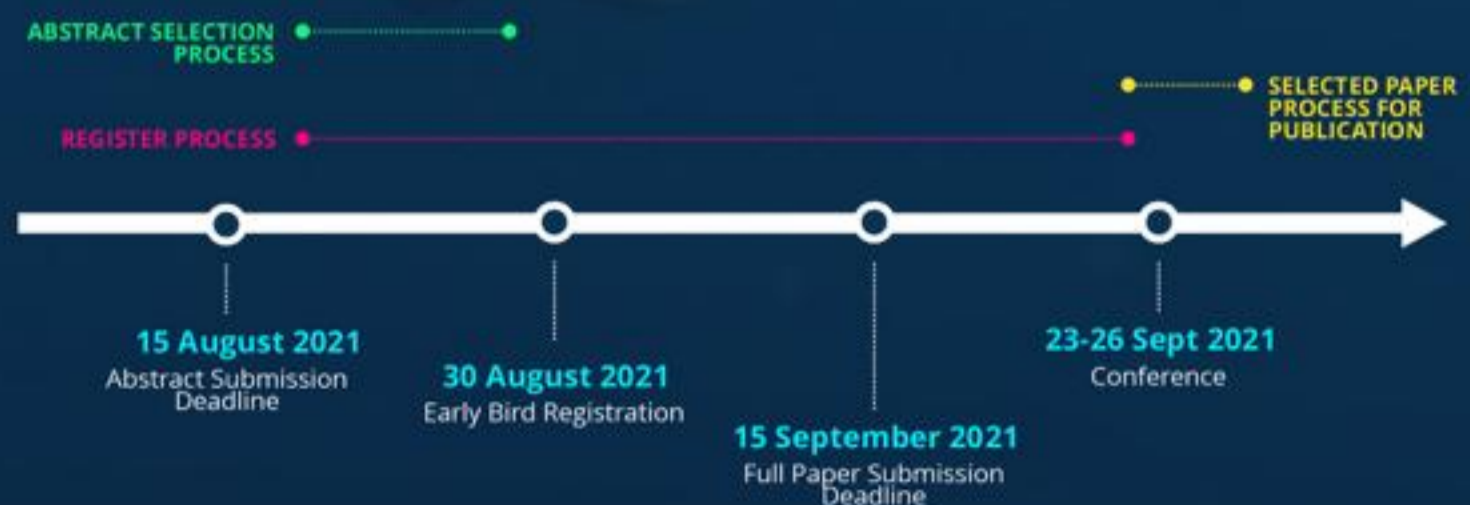 ABSTRACT SELECTION
PROCESS
SELECTED PAPER
PROCESS FOR
PUBLICATION
REGISTER PROCESS
15 August 2021
Abstract Submission
Deadline
30 August 2021
Early Bird Registration
15 September 2021
Full Paper Submission
Deadline
23-26 Sept 2021
Conference